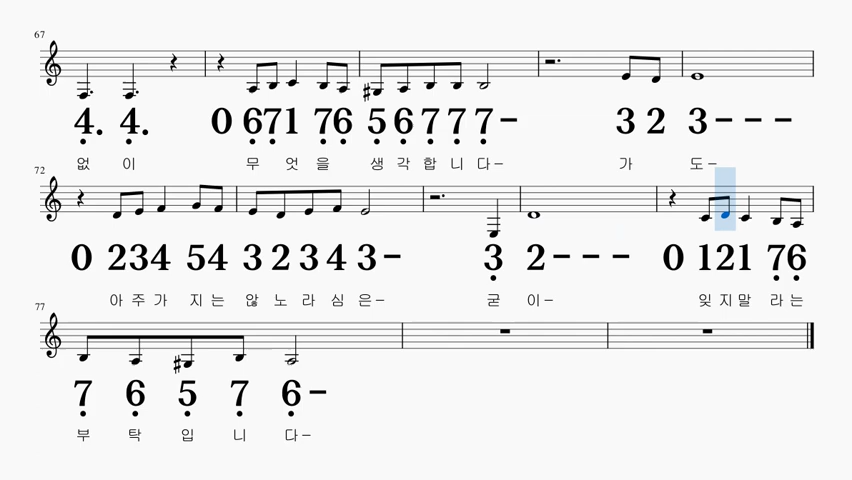 67
4. 4. 0 671 76 5 6 7 7 7 - 3 2 3 - - -
없 이 무 엇 을 생 각 합 니 다- 가 도-
72
0 234 54 3 2 3 4 3 - 3 2 - - - 0 121 76
아 주 가 지 는 않 노 라 심 은- 굳 이- 잊 지 말 라 는
77
7 6 5 7 6 -
부 탁 입 니 다-